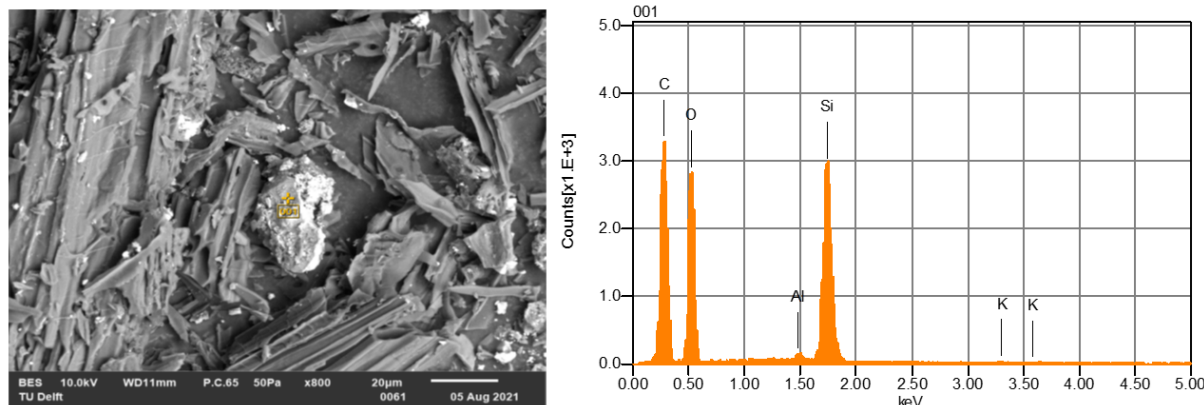 001
BES 10.0kV WD11mm P.C.65 50Pa x800 20µm
TU Delft 0061 05 Aug 2021
001
5.0
4.0
3.0
2.0
1.0
0.0
Counts[x1.E+3]
C
O
Al
Si
K
K
0.00 0.50 1.00 1.50 2.00 2.50 3.00 3.50 4.00 4.50 5.00
keV